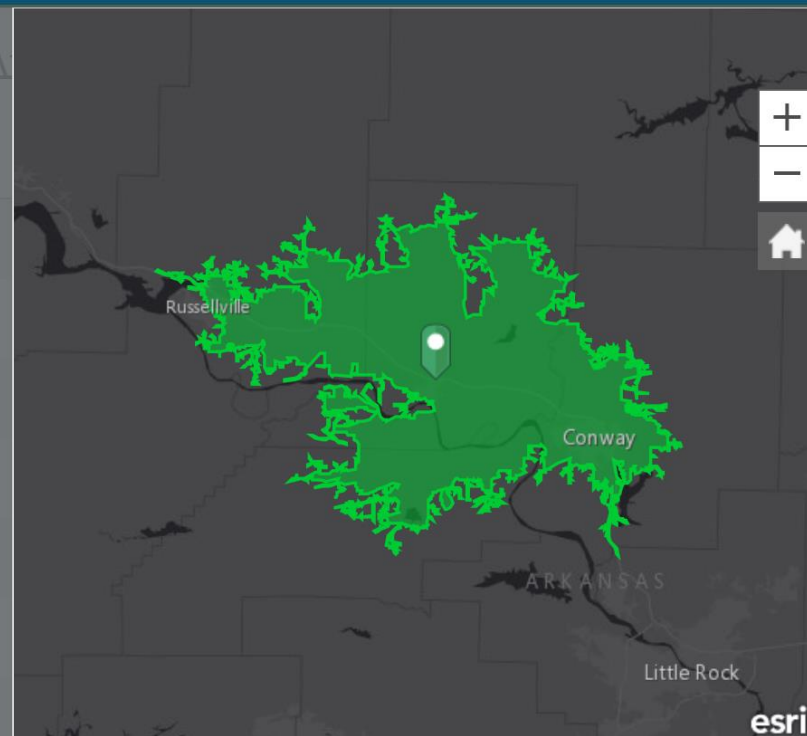 +
−
Russellville
Conway
ARKANSAS
Little Rock
esri